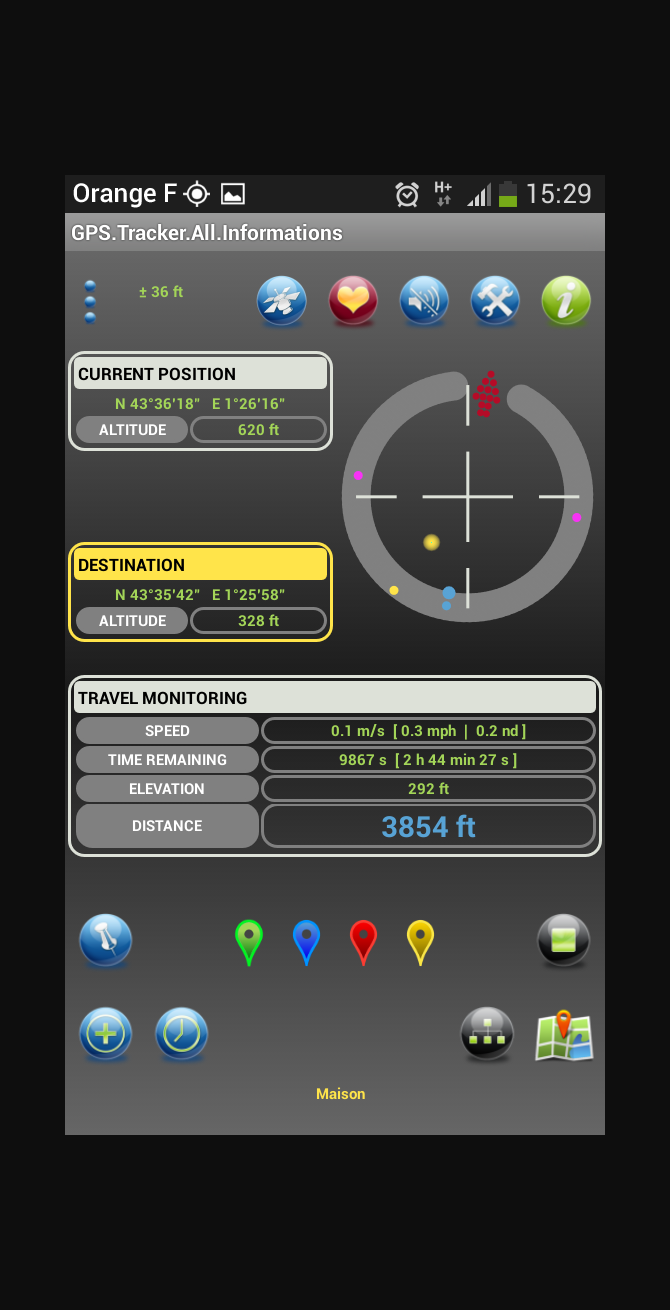 Orange F H+ 15:29
GPS.Tracker.All.Informations
± 36 ft
CURRENT POSITION
N 43°36'18" E 1°26'16"
ALTITUDE 620 ft
DESTINATION
N 43°35'42" E 1°25'58"
ALTITUDE 328 ft
TRAVEL MONITORING
SPEED 0.1 m/s [ 0.3 mph | 0.2 nd ]
TIME REMAINING 9867 s [ 2 h 44 min 27 s ]
ELEVATION 292 ft
DISTANCE 3854 ft
Maison